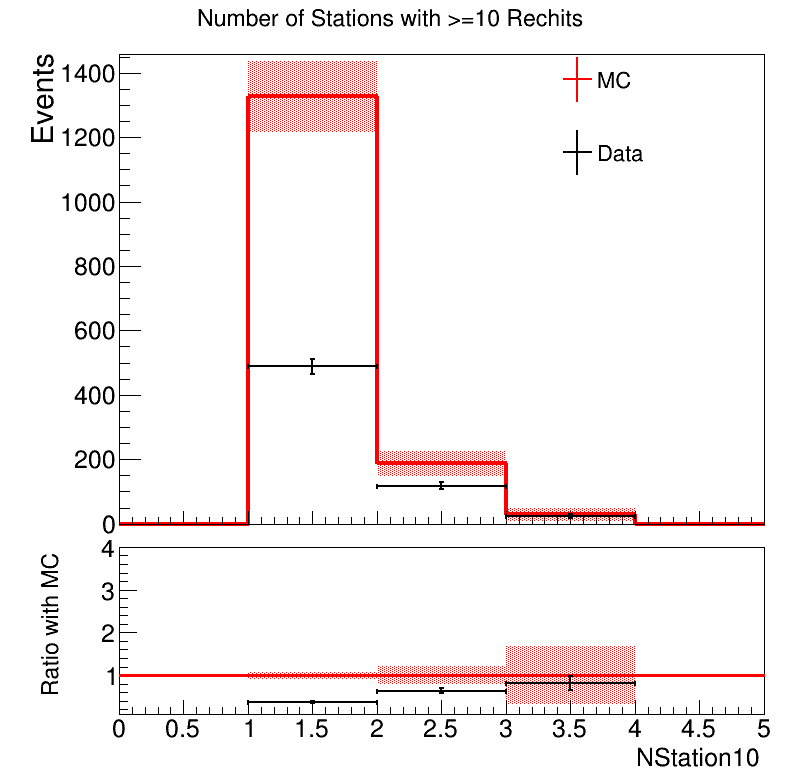 Number of Stations with >=10 Rechits
Events
1400
1200
1000
800
600
400
200
0
MC
Data
Ratio with MC
4
3
2
1
0 0.5 1 1.5 2 2.5 3 3.5 4 4.5 5
NStation10